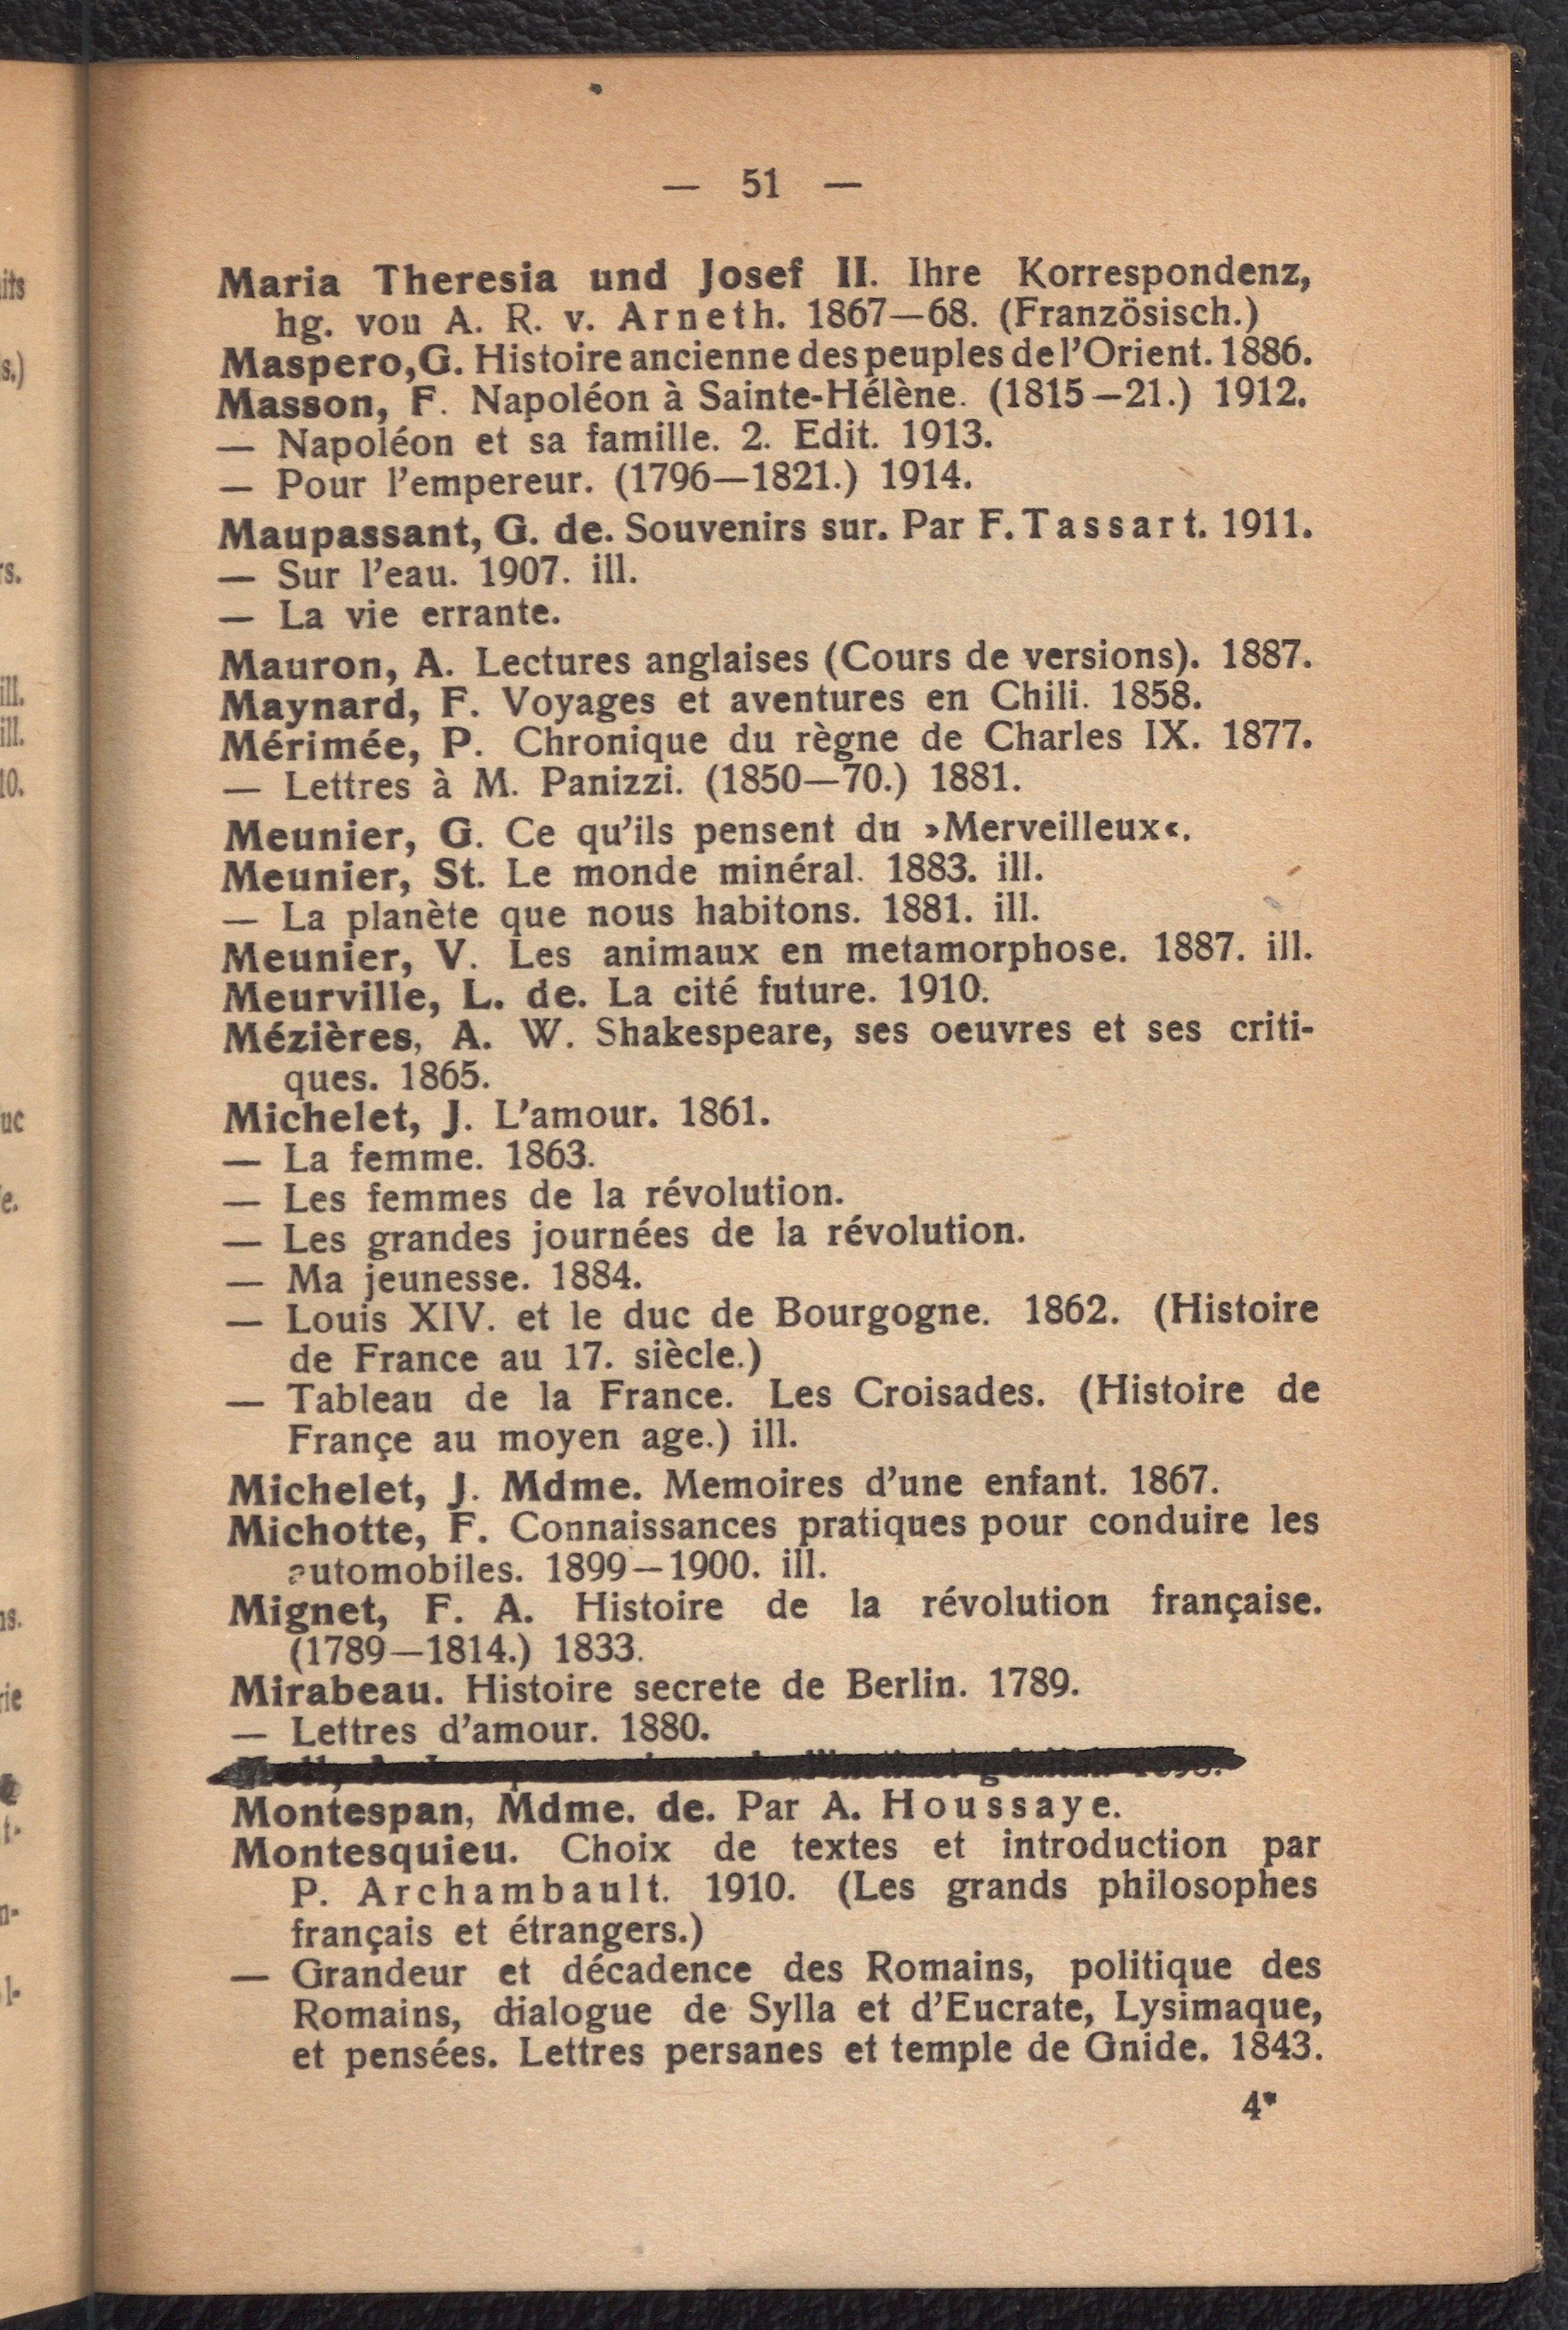 — 51 —
Maria Theresia und Josef II. Ihre Korrespondenz,
hg. von A. R. v. Arneth. 1867—68. (Französisch.)
Maspero, G. Histoire ancienne des peuples de l'Orient. 1886.
Masson, F. Napoléon à Sainte-Hélène. (1815—21.) 1912.
— Napoléon et sa famille. 2. Edit. 1913.
— Pour l'empereur. (1796—1821.) 1914.
Maupassant, G. de. Souvenirs sur. Par F. Tassart. 1911.
— Sur l'eau. 1907. ill.
— La vie errante.
Mauron, A. Lectures anglaises (Cours de versions). 1887.
Maynard, F. Voyages et aventures en Chili. 1858.
Mérimée, P. Chronique du règne de Charles IX. 1877.
— Lettres à M. Panizzi. (1850—70.) 1881.
Meunier, G. Ce qu'ils pensent du »Merveilleux«.
Meunier, St. Le monde minéral. 1883. ill.
— La planète que nous habitons. 1881. ill.
Meunier, V. Les animaux en metamorphose. 1887. ill.
Meurville, L. de. La cité future. 1910.
Mézières, A. W. Shakespeare, ses oeuvres et ses criti-
ques. 1865.
Michelet, J. L'amour. 1861.
— La femme. 1863.
— Les femmes de la révolution.
— Les grandes journées de la révolution.
— Ma jeunesse. 1884.
— Louis XIV. et le duc de Bourgogne. 1862. (Histoire
de France au 17. siècle.)
— Tableau de la France. Les Croisades. (Histoire de
Françe au moyen age.) ill.
Michelet, J. Mdme. Memoires d'une enfant. 1867.
Michotte, F. Connaissances pratiques pour conduire les
automobiles. 1899—1900. ill.
Mignet, F. A. Histoire de la révolution française.
(1789—1814.) 1833.
Mirabeau. Histoire secrete de Berlin. 1789.
— Lettres d'amour. 1880.
Montespan, Mdme. de. Par A. Houssaye.
Montesquieu. Choix de textes et introduction par
P. Archambault. 1910. (Les grands philosophes
français et étrangers.)
— Grandeur et décadence des Romains, politique des
Romains, dialogue de Sylla et d'Eucrate, Lysimaque,
et pensées. Lettres persanes et temple de Gnide. 1843.
4*